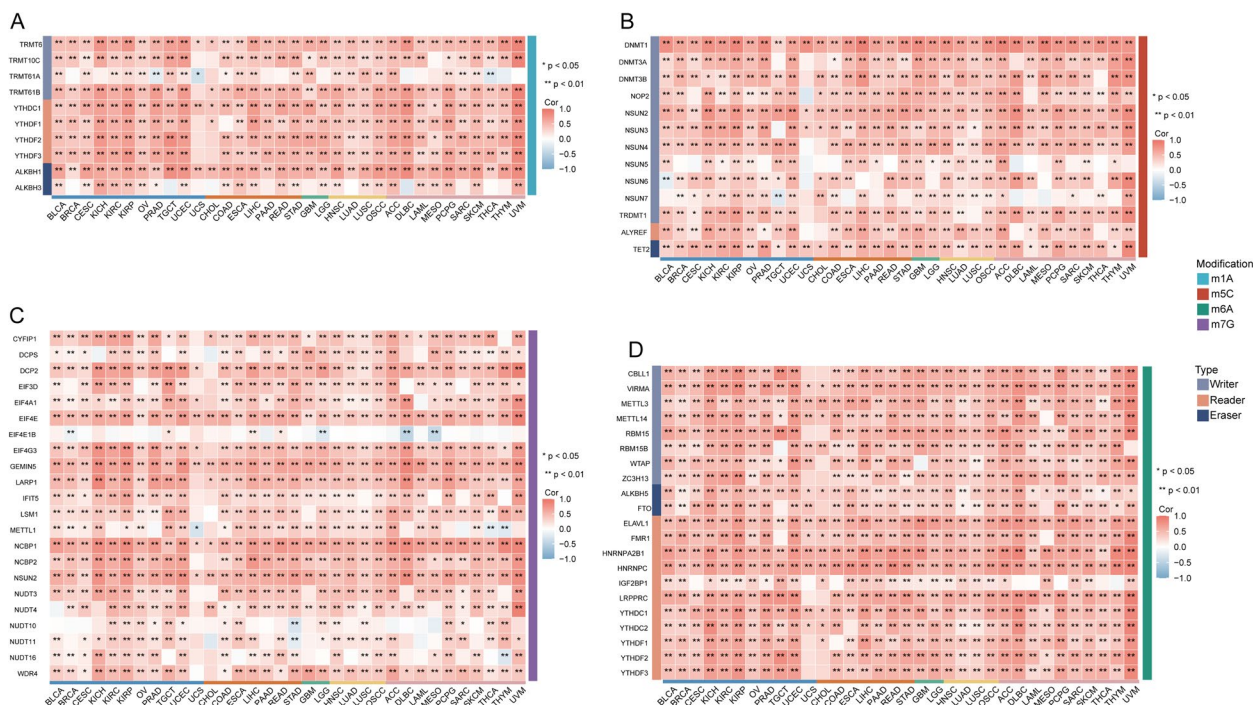 A
TRMT6
TRMT10C
TRMT61A
TRMT61B
YTHDC1
YTHDF1
YTHDF2
YTHDF3
ALKBH1
ALKBH3
BLCA BRCA CESC KICH KIRC KIRP OV PRAD TGCT UCEC UCS CHOL COAD ESCA LIHC PAAD READ STAD GBM LGG HNSC LUAD LUSC OSCC ACC DLBC LAML MESO PCPG SARC SKCM THCA THYM UVM
* p < 0.05
** p < 0.01
Cor
1.0
0.5
0.0
−0.5
−1.0
B
DNMT1
DNMT3A
DNMT3B
NOP2
NSUN2
NSUN3
NSUN4
NSUN5
NSUN6
NSUN7
TRDMT1
ALYREF
TET2
BLCA BRCA CESC KICH KIRC KIRP OV PRAD TGCT UCEC UCS CHOL COAD ESCA LIHC PAAD READ STAD GBM LGG HNSC LUAD LUSC OSCC ACC DLBC LAML MESO PCPG SARC SKCM THCA THYM UVM
* p < 0.05
** p < 0.01
Cor
1.0
0.5
0.0
−0.5
−1.0
Modification
m1A
m5C
m6A
m7G
Type
Writer
Reader
Eraser
C
CYFIP1
DCPS
DCP2
EIF3D
EIF4A1
EIF4E
EIF4E1B
EIF4G3
GEMIN5
LARP1
IFIT5
LSM1
METTL1
NCBP1
NCBP2
NSUN2
NUDT3
NUDT4
NUDT10
NUDT11
NUDT16
WDR4
BLCA BRCA CESC KICH KIRC KIRP OV PRAD TGCT UCEC UCS CHOL COAD ESCA LIHC PAAD READ STAD GBM LGG HNSC LUAD LUSC OSCC ACC DLBC LAML MESO PCPG SARC SKCM THCA THYM UVM
* p < 0.05
** p < 0.01
Cor
1.0
0.5
0.0
−0.5
−1.0
D
CBLL1
VIRMA
METTL3
METTL14
RBM15
RBM15B
WTAP
ZC3H13
ALKBH5
FTO
ELAVL1
FMR1
HNRNPA2B1
HNRNPC
IGF2BP1
LRPPRC
YTHDC1
YTHDC2
YTHDF1
YTHDF2
YTHDF3
BLCA BRCA CESC KICH KIRC KIRP OV PRAD TGCT UCEC UCS CHOL COAD ESCA LIHC PAAD READ STAD GBM LGG HNSC LUAD LUSC OSCC ACC DLBC LAML MESO PCPG SARC SKCM THCA THYM UVM
* p < 0.05
** p < 0.01
Cor
1.0
0.5
0.0
−0.5
−1.0